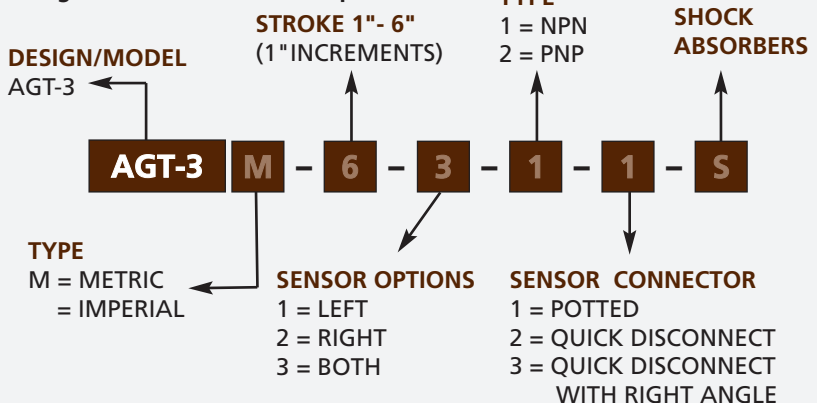 STROKE 1"- 6"
(1"INCREMENTS)
1 = NPN
2 = PNP
SHOCK
ABSORBERS
DESIGN/MODEL
AGT-3
AGT-3 M - 6 - 3 - 1 - 1 - S
TYPE
M = METRIC
= IMPERIAL
SENSOR OPTIONS
1 = LEFT
2 = RIGHT
3 = BOTH
SENSOR CONNECTOR
1 = POTTED
2 = QUICK DISCONNECT
3 = QUICK DISCONNECT
WITH RIGHT ANGLE